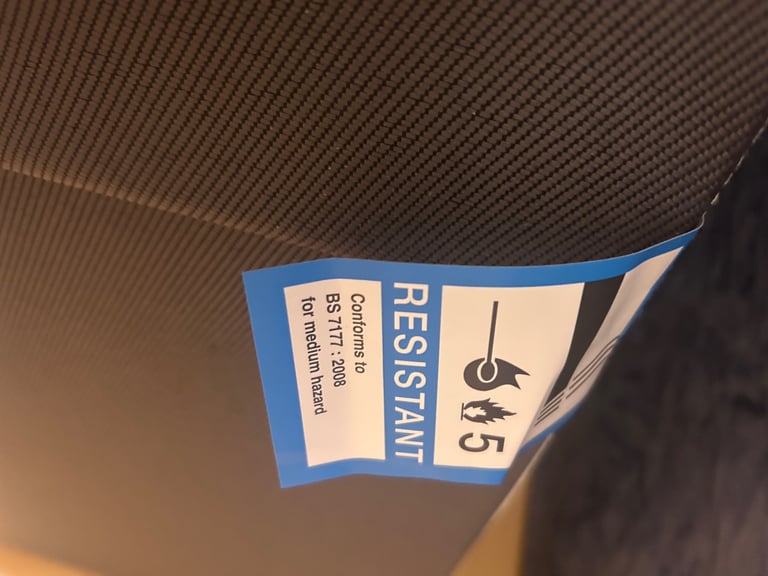 5
RESISTANT
Conforms to
BS 7177 : 2008
for medium hazard